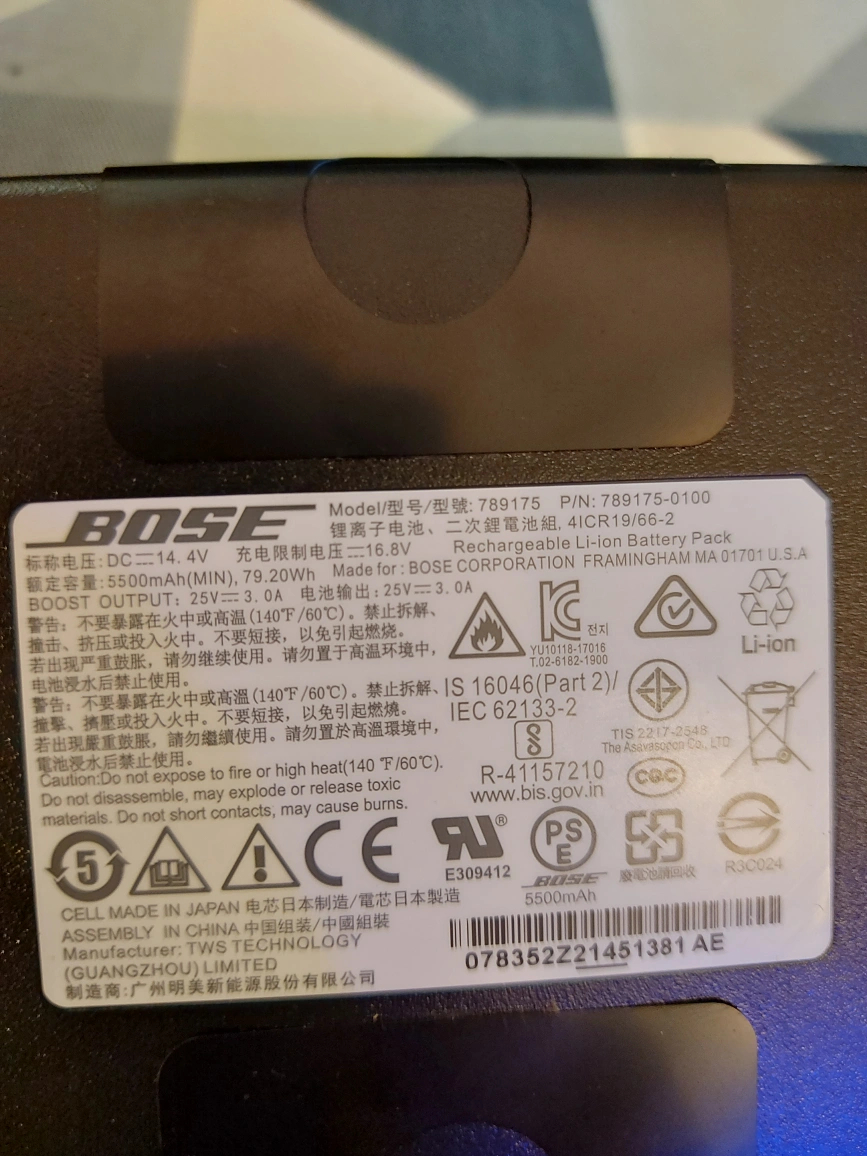 BOSE
Model/型号/型號: 789175 P/N: 789175-0100
锂离子电池、二次鋰電池組, 4ICR19/66-2
标称电压: DC⎓14.4V 充电限制电压⎓16.8V Rechargeable Li-ion Battery Pack
额定容量: 5500mAh(MIN), 79.20Wh Made for: BOSE CORPORATION FRAMINGHAM MA 01701 U.S.A
BOOST OUTPUT: 25V⎓3.0A 电池输出: 25V⎓3.0A
警告: 不要暴露在火中或高温(140℉/60℃)。禁止拆解、
撞击、挤压或投入火中。不要短接，以免引起燃烧。
若出现严重鼓胀，请勿继续使用。请勿置于高温环境中，
电池浸水后禁止使用。
警告: 不要暴露在火中或高溫(140℉/60℃)。禁止拆解、
撞擊、擠壓或投入火中。不要短接，以免引起燃燒。
若出現嚴重鼓脹，請勿繼續使用。請勿置於高溫環境中，
電池浸水後禁止使用。
Caution:Do not expose to fire or high heat(140 ℉/60℃).
Do not disassemble, may explode or release toxic
materials. Do not short contacts, may cause burns.
전지
YU10118-17016
T.02-6182-1900
Li-ion
IS 16046(Part 2)/
IEC 62133-2
S
R-41157210
www.bis.gov.in
TIS 2217-2548
The Asavasopon Co., LTD
CQC
5
CE
RU®
E309412
PS
E
BOSE
5500mAh
廢電池請回收
R3C024
CELL MADE IN JAPAN 电芯日本制造/電芯日本製造
ASSEMBLY IN CHINA 中国组装/中國組裝
Manufacturer: TWS TECHNOLOGY
(GUANGZHOU) LIMITED
制造商: 广州明美新能源股份有限公司
078352Z21451381 AE